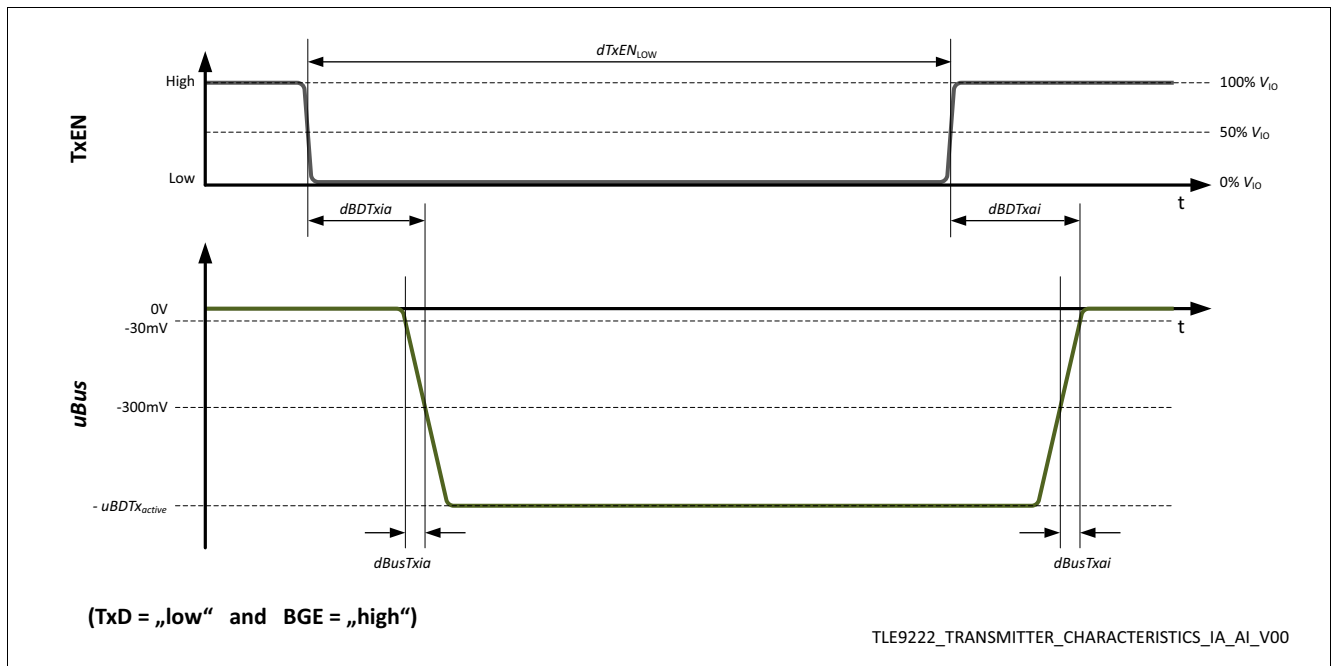 dTxEN_LOW
High
100% V_IO
TxEN
50% V_IO
Low
0% V_IO
t
dBDTxia
dBDTxai
0V
-30mV
t
uBus
-300mV
- uBDTx_active
dBusTxia
dBusTxai
(TxD = „low“ and BGE = „high“)
TLE9222_TRANSMITTER_CHARACTERISTICS_IA_AI_V00